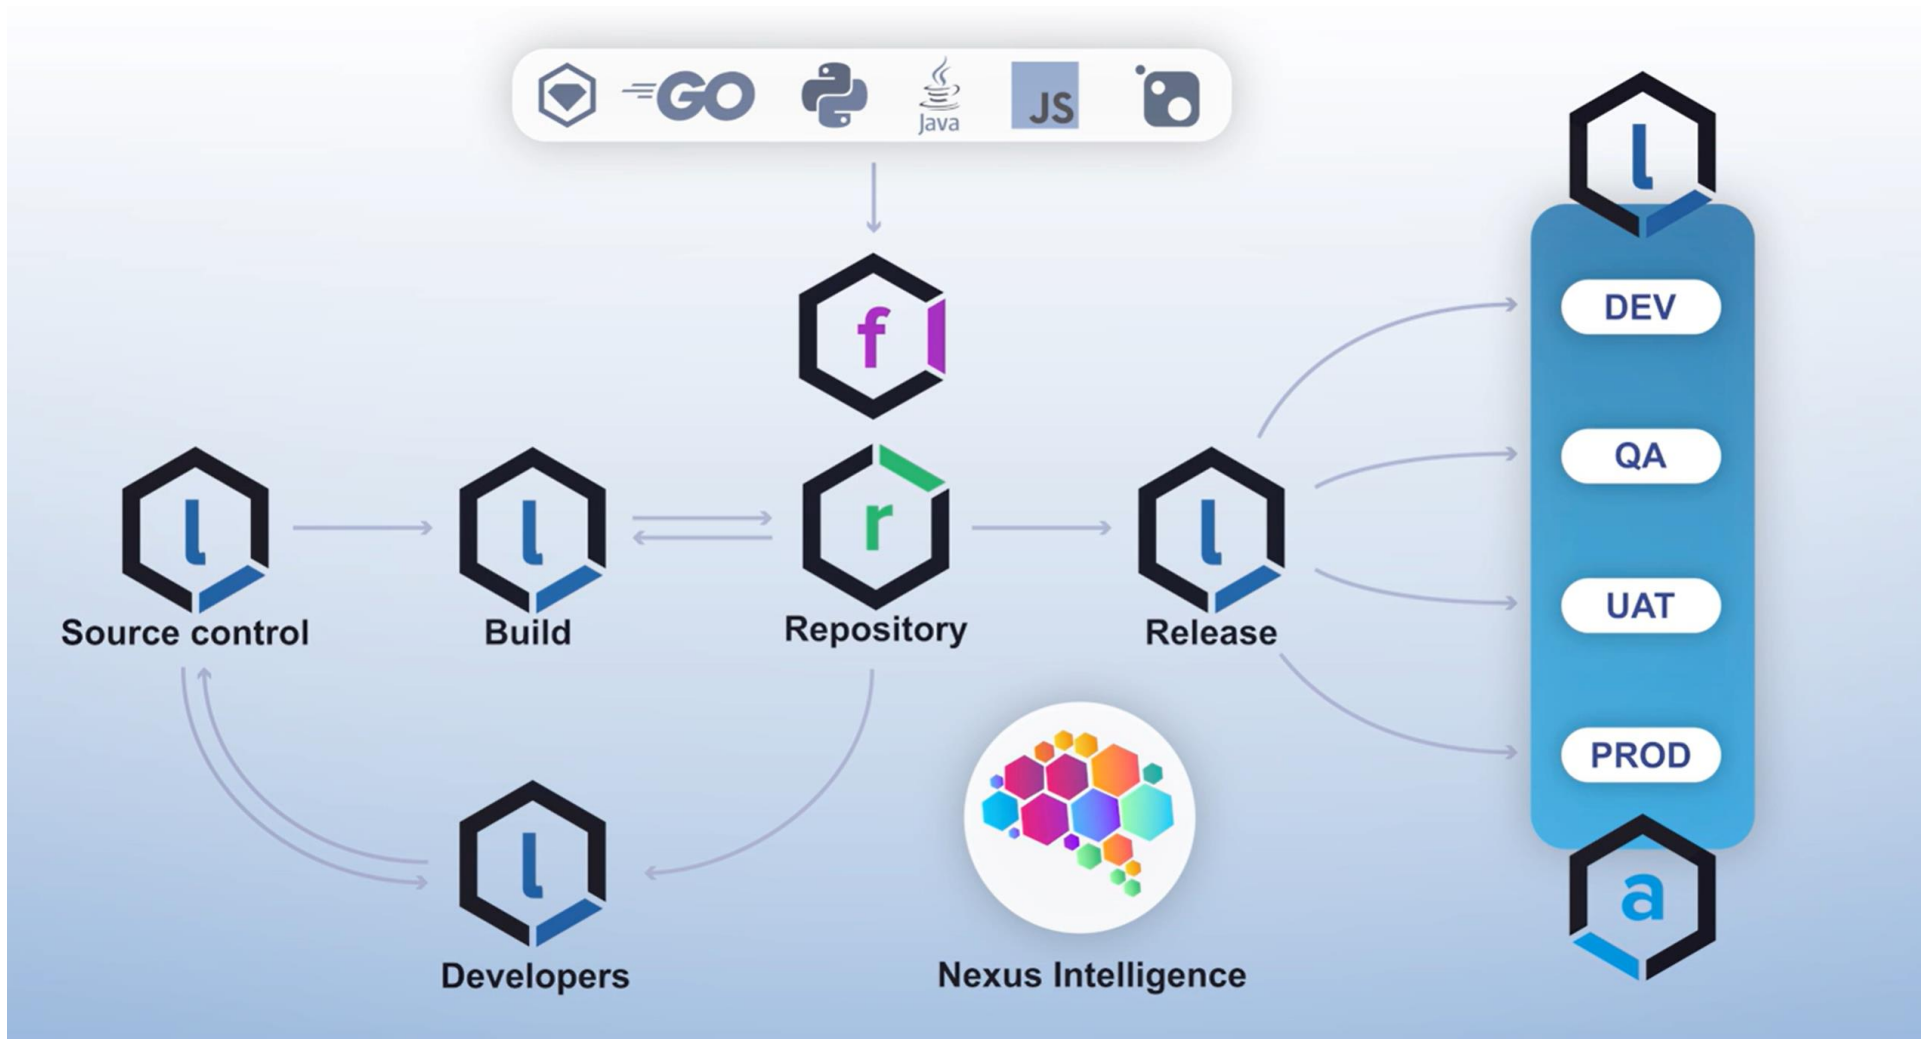 GO
Java
JS
l
DEV
f
QA
l
l
r
l
Source control
Build
Repository
Release
UAT
PROD
l
a
Developers
Nexus Intelligence